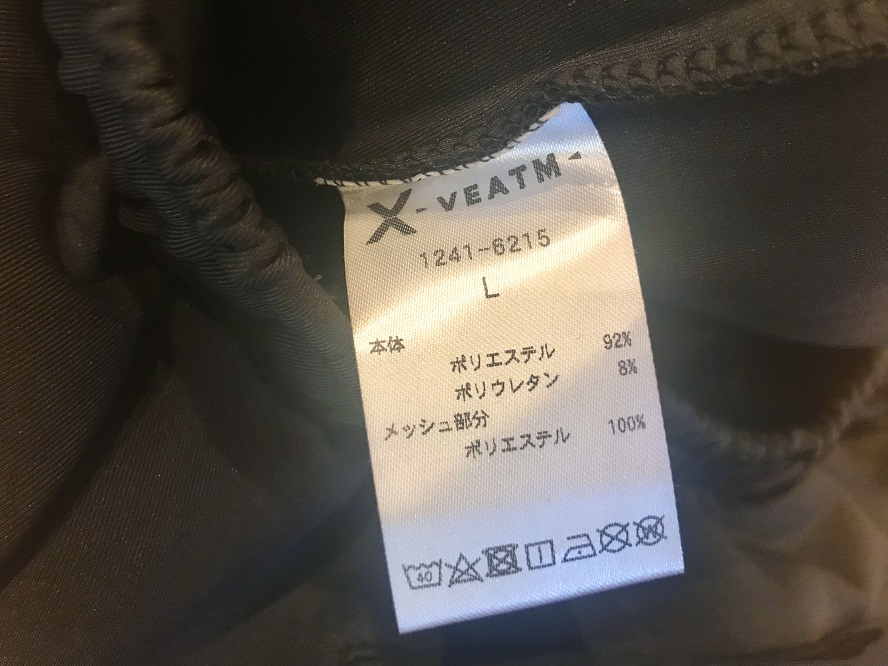 X-VEATM
1241-6215
L
本体
ポリエステル 92%
ポリウレタン 8%
メッシュ部分
ポリエステル 100%
40
W